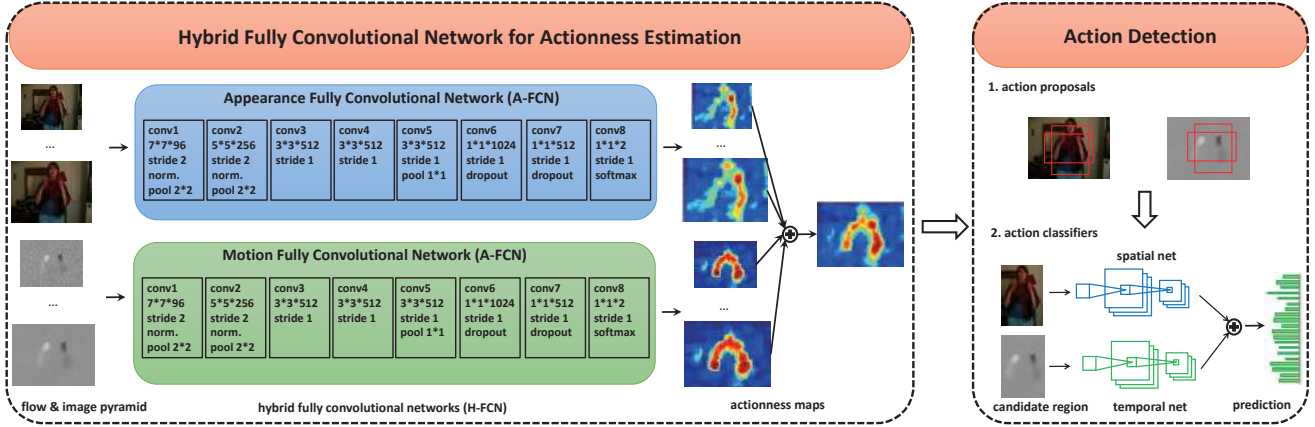 Hybrid Fully Convolutional Network for Actionness Estimation
Appearance Fully Convolutional Network (A-FCN)
conv1
7*7*96
stride 2
norm.
pool 2*2
conv2
5*5*256
stride 2
norm.
pool 2*2
conv3
3*3*512
stride 1
conv4
3*3*512
stride 1
conv5
3*3*512
stride 1
pool 1*1
conv6
1*1*1024
stride 1
dropout
conv7
1*1*512
stride 1
dropout
conv8
1*1*2
stride 1
softmax
...
...
Motion Fully Convolutional Network (A-FCN)
conv1
7*7*96
stride 2
norm.
pool 2*2
conv2
5*5*256
stride 2
norm.
pool 2*2
conv3
3*3*512
stride 1
conv4
3*3*512
stride 1
conv5
3*3*512
stride 1
pool 1*1
conv6
1*1*1024
stride 1
dropout
conv7
1*1*512
stride 1
dropout
conv8
1*1*2
stride 1
softmax
...
...
flow & image pyramid
hybrid fully convolutional networks (H-FCN)
actionness maps
Action Detection
1. action proposals
2. action classifiers
spatial net
candidate region
temporal net
prediction